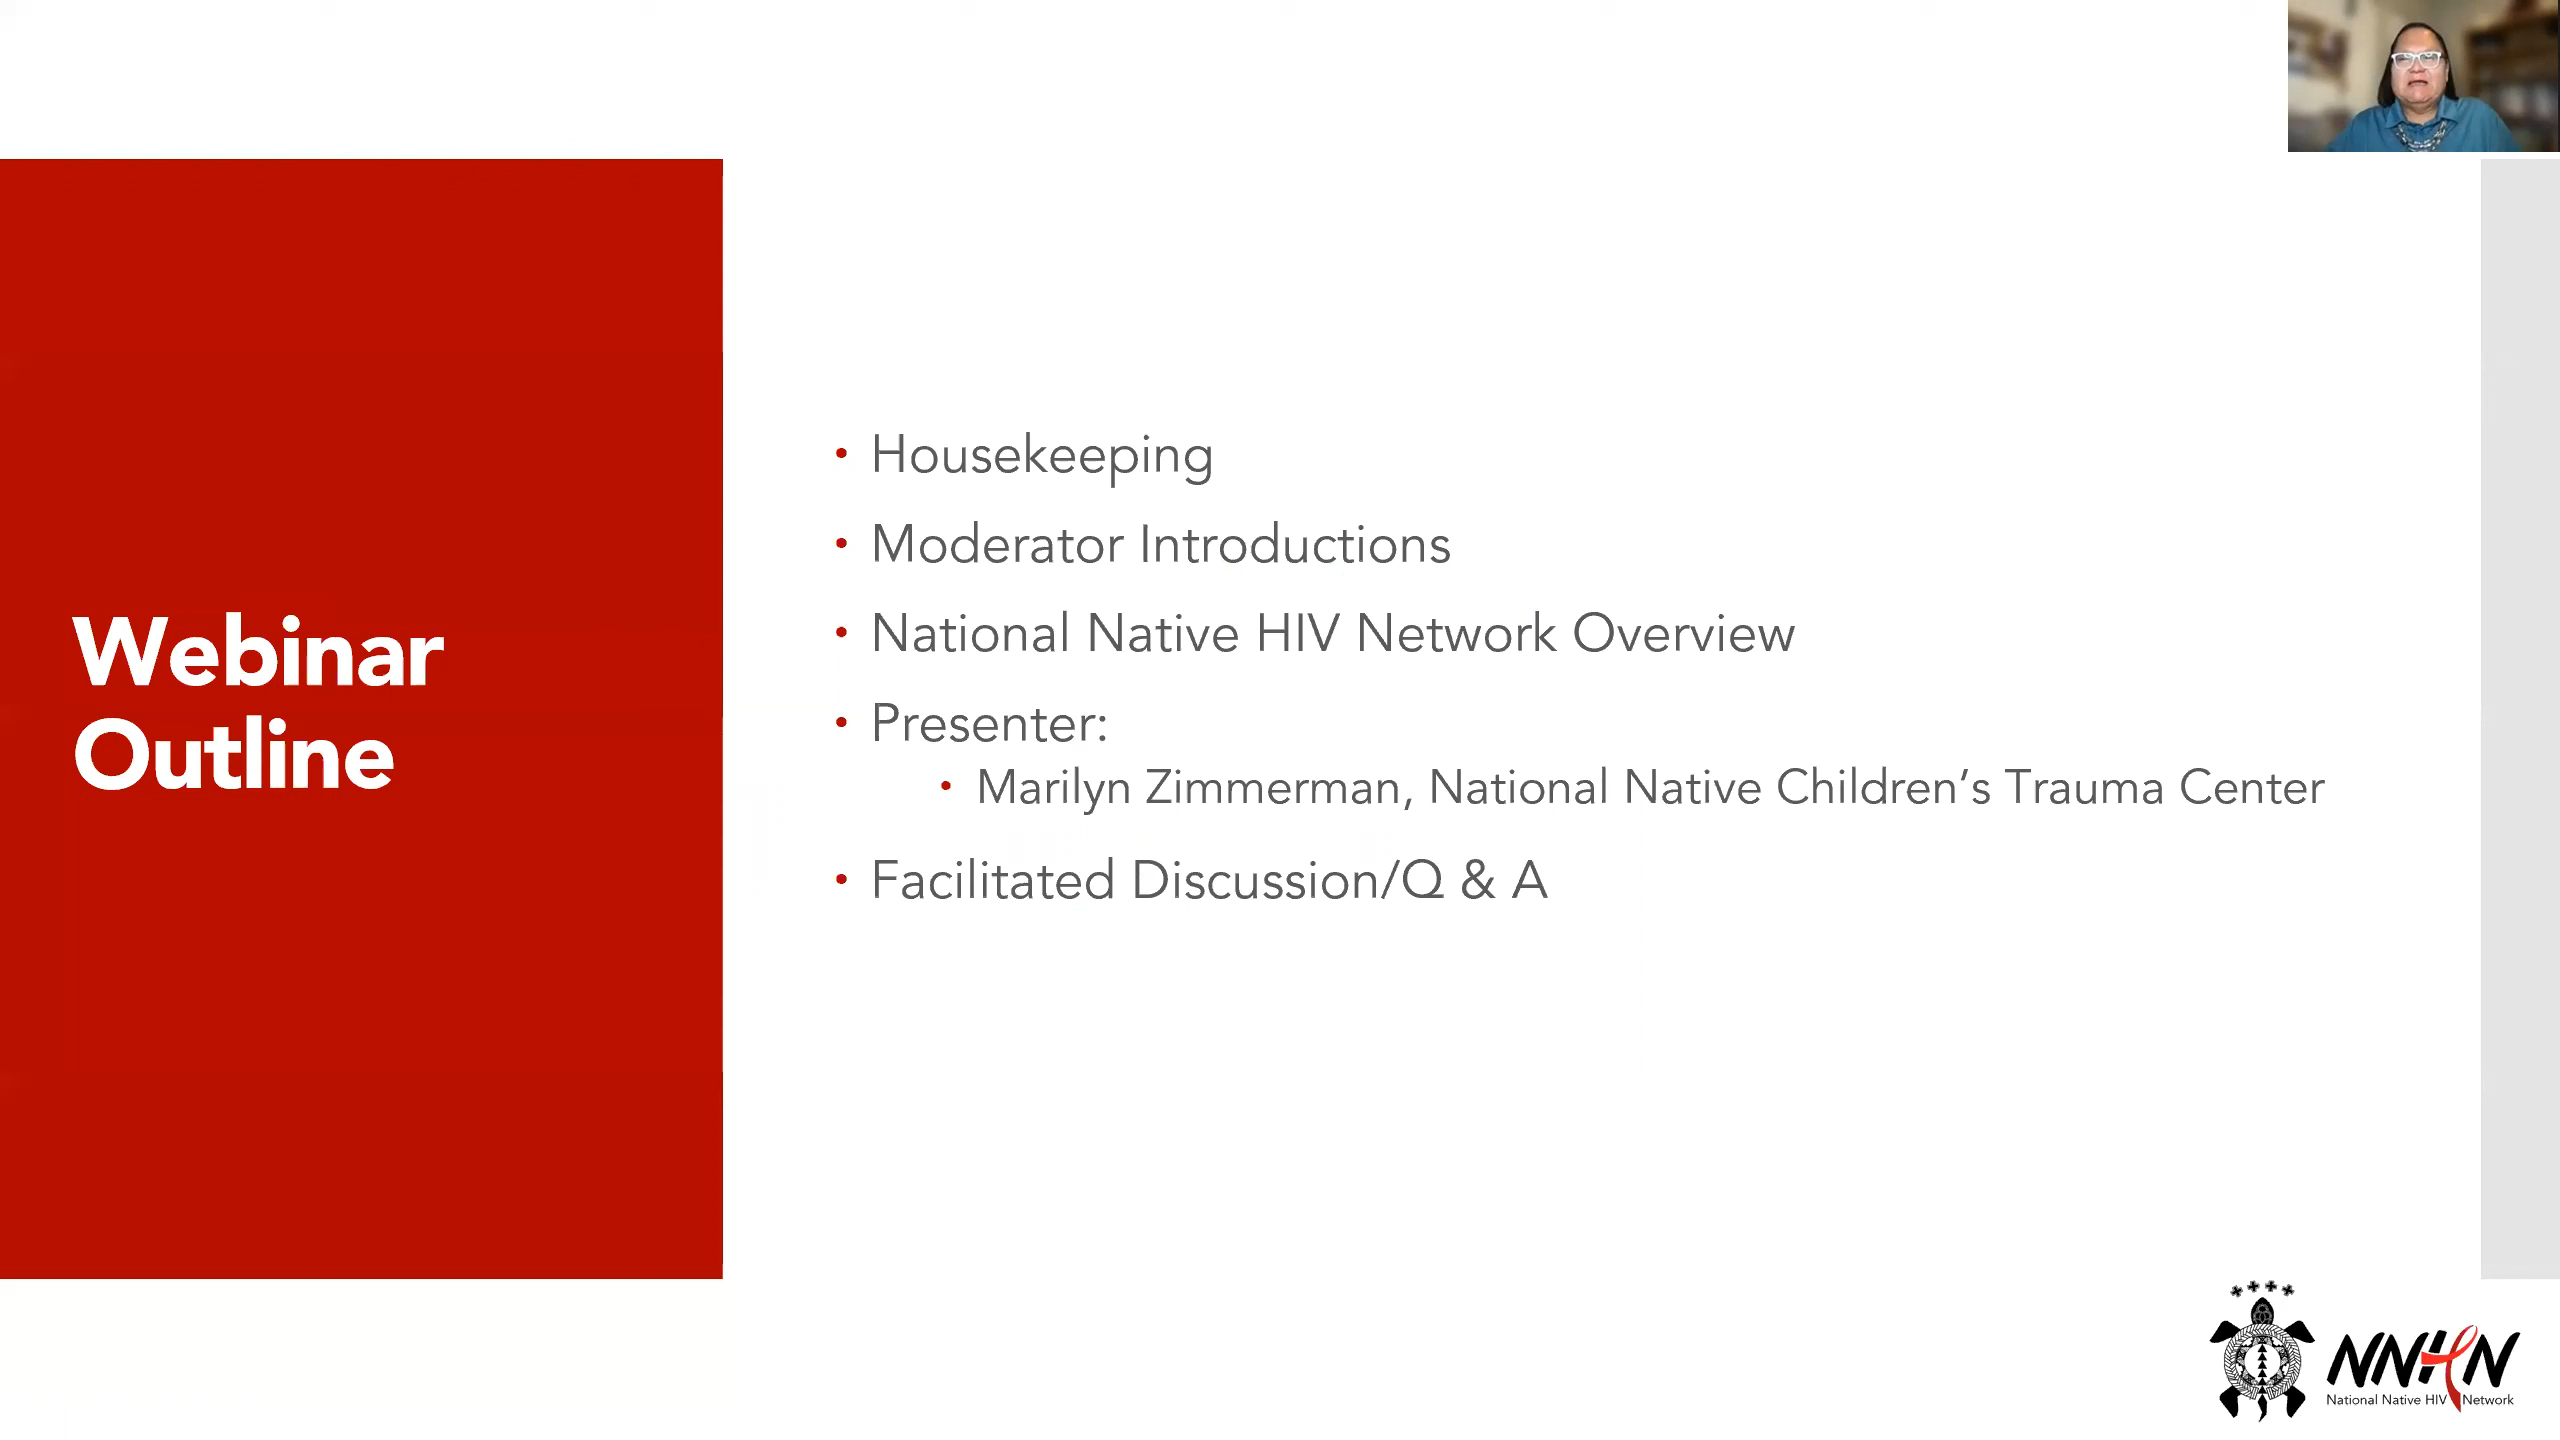 Webinar
Outline
• Housekeeping
• Moderator Introductions
• National Native HIV Network Overview
• Presenter:
• Marilyn Zimmerman, National Native Children’s Trauma Center
• Facilitated Discussion/Q & A
NNHN
National Native HIV Network